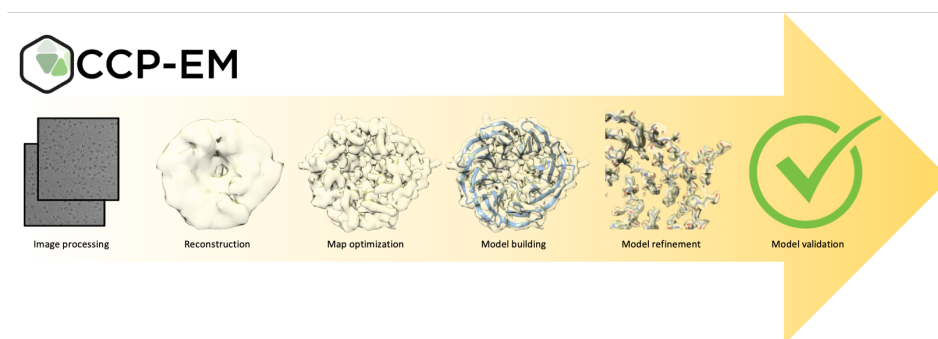 CCP-EM
Image processing
Reconstruction
Map optimization
Model building
Model refinement
Model validation